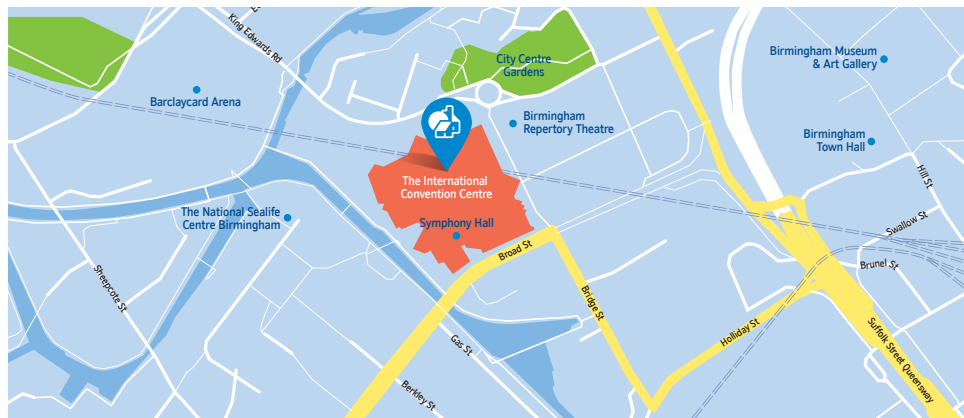 King Edwards Rd
City Centre
Gardens
Birmingham Museum
& Art Gallery
Barclaycard Arena
Birmingham
Repertory Theatre
Birmingham
Town Hall
Hill St
The International
Convention Centre
The National Sealife
Centre Birmingham
Symphony Hall
Swallow St
Broad St
Brunel St
Sheepcote St
Bridge St
Holliday St
Gas St
Suffolk Street Queensway
Berkley St